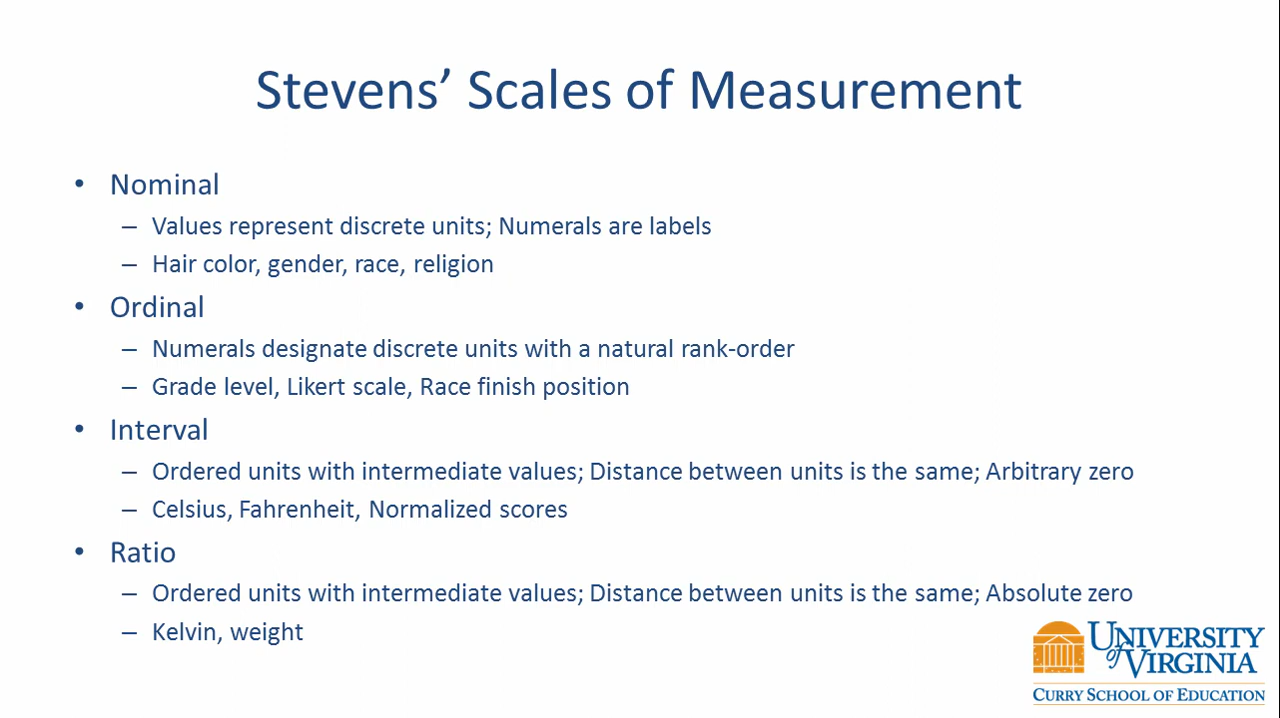 Stevens’ Scales of Measurement
• Nominal
– Values represent discrete units; Numerals are labels
– Hair color, gender, race, religion
• Ordinal
– Numerals designate discrete units with a natural rank-order
– Grade level, Likert scale, Race finish position
• Interval
– Ordered units with intermediate values; Distance between units is the same; Arbitrary zero
– Celsius, Fahrenheit, Normalized scores
• Ratio
– Ordered units with intermediate values; Distance between units is the same; Absolute zero
– Kelvin, weight
UNIVERSITY
of VIRGINIA
CURRY SCHOOL OF EDUCATION